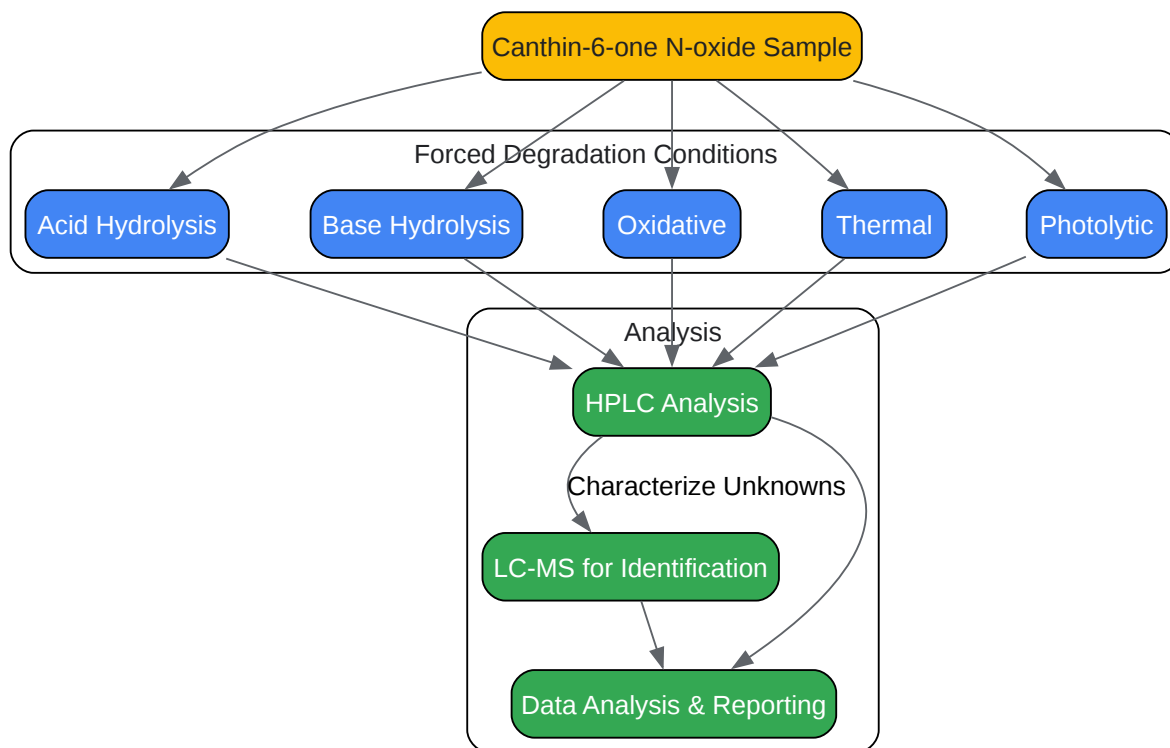 Canthin-6-one N-oxide Sample
Forced Degradation Conditions
Acid Hydrolysis
Base Hydrolysis
Oxidative
Thermal
Photolytic
Analysis
HPLC Analysis
Characterize Unknowns
LC-MS for Identification
Data Analysis & Reporting